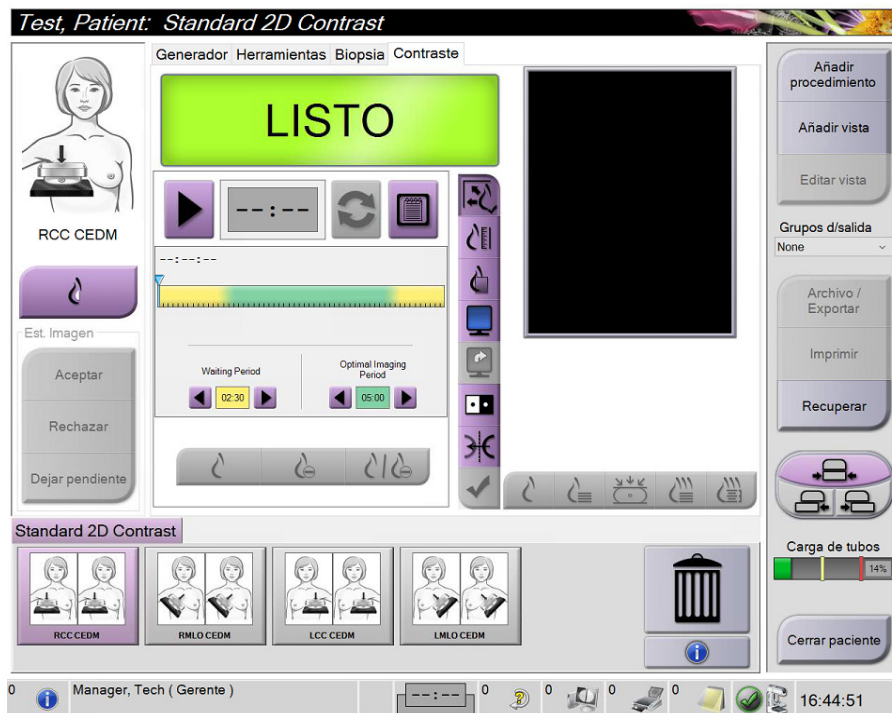 Test, Patient: Standard 2D Contrast
Generador Herramientas Biopsia Contraste
LISTO
RCC CEDM
--:--
--:--:--
Waiting Period
02:30
Optimal Imaging
Period
05:00
Est. Imagen
Aceptar
Rechazar
Dejar pendiente
Añadir
procedimiento
Añadir vista
Editar vista
Grupos d/salida
None
Archivo /
Exportar
Imprimir
Recuperar
Carga de tubos
14%
Cerrar paciente
Standard 2D Contrast
RCC CEDM
RMLO CEDM
LCC CEDM
LMLO CEDM
0 Manager, Tech ( Gerente ) --:-- 0 0 0 0 16:44:51